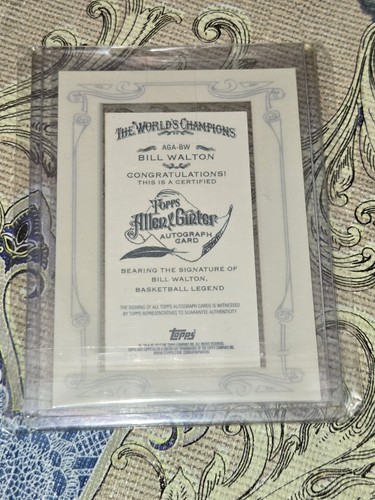 THE WORLD'S CHAMPIONS
AGA-BW
BILL WALTON
CONGRATULATIONS!
THIS IS A CERTIFIED
Topps
Allen & Ginter
AUTOGRAPH
CARD
BEARING THE SIGNATURE OF
BILL WALTON,
BASKETBALL LEGEND
THE SIGNING OF ALL TOPPS AUTOGRAPH CARDS IS WITNESSED
BY TOPPS REPRESENTATIVES TO GUARANTEE AUTHENTICITY
Topps